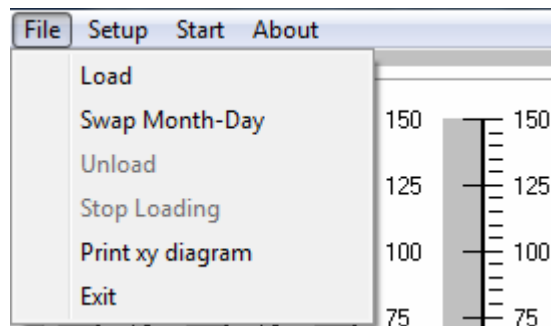 File Setup Start About
Load
Swap Month-Day
Unload
Stop Loading
Print xy diagram
Exit
150 150
125 125
100 100
75 75